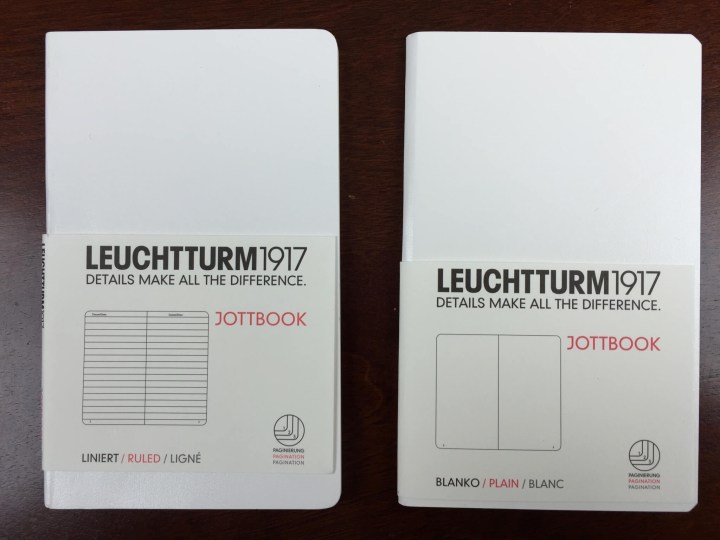 LEUCHTTURM1917
DETAILS MAKE ALL THE DIFFERENCE.
JOTTBOOK
PAGINIERUNG
PAGINATION
PAGINATION
LINIERT / RULED / LIGNÉ
LEUCHTTURM1917
DETAILS MAKE ALL THE DIFFERENCE.
JOTTBOOK
PAGINIERUNG
PAGINATION
PAGINATION
BLANKO / PLAIN / BLANC